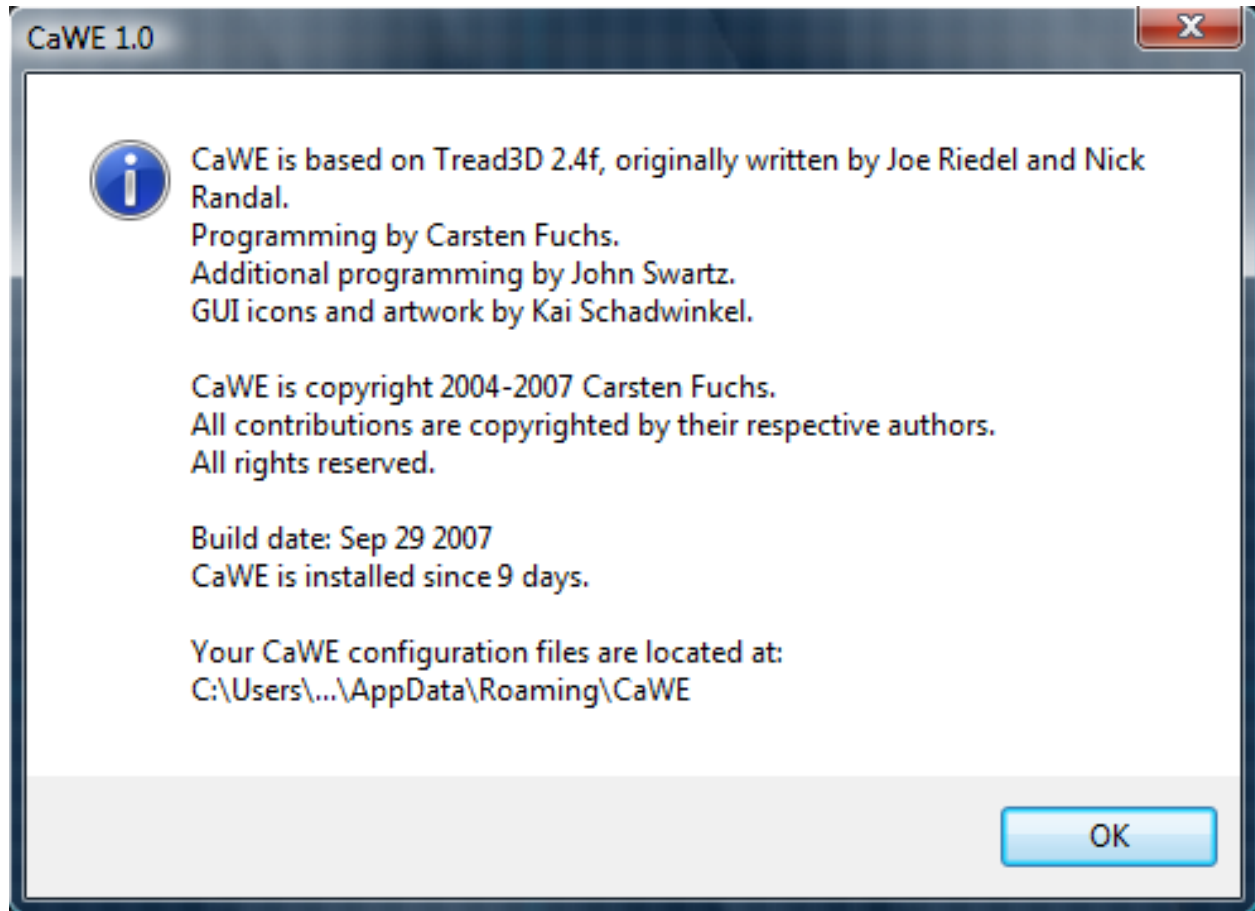 CaWE 1.0
CaWE is based on Tread3D 2.4f, originally written by Joe Riedel and Nick
Randal.
Programming by Carsten Fuchs.
Additional programming by John Swartz.
GUI icons and artwork by Kai Schadwinkel.
CaWE is copyright 2004-2007 Carsten Fuchs.
All contributions are copyrighted by their respective authors.
All rights reserved.
Build date: Sep 29 2007
CaWE is installed since 9 days.
Your CaWE configuration files are located at:
C:\Users\...\AppData\Roaming\CaWE
OK